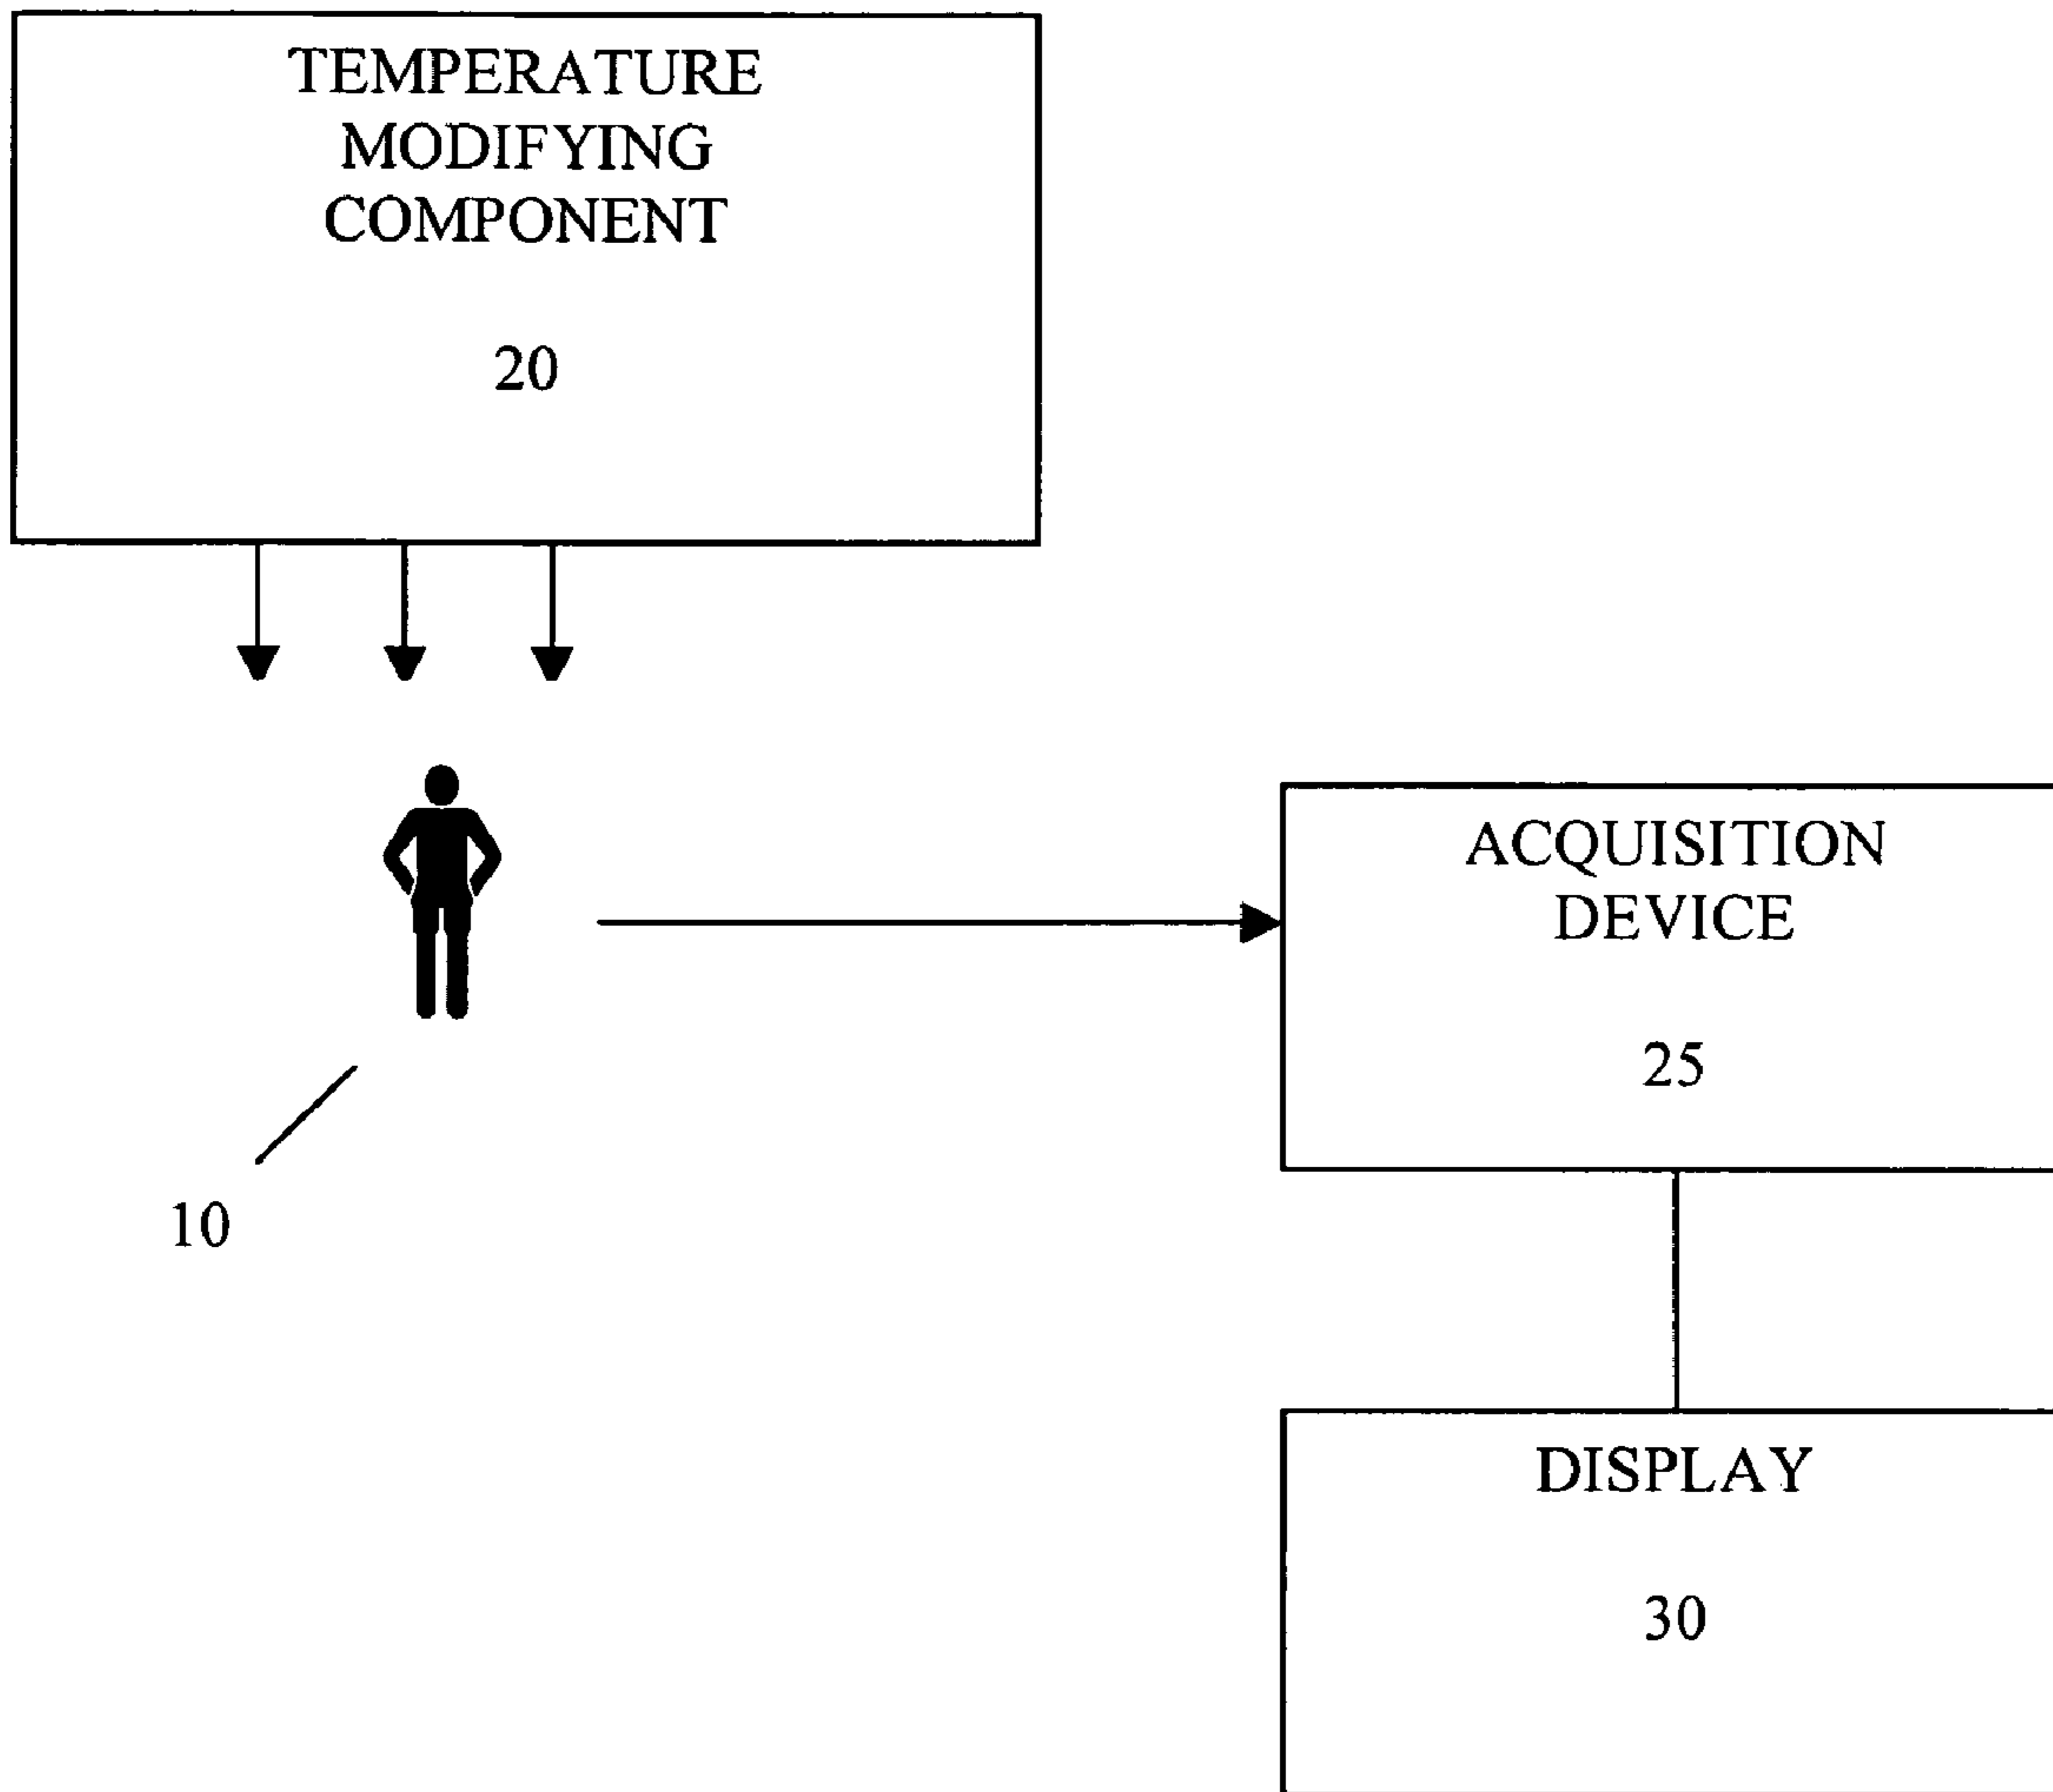 TEMPERATURE
MODIFYING
COMPONENT
20
ACQUISITION
DEVICE
25
10
DISPLAY
30